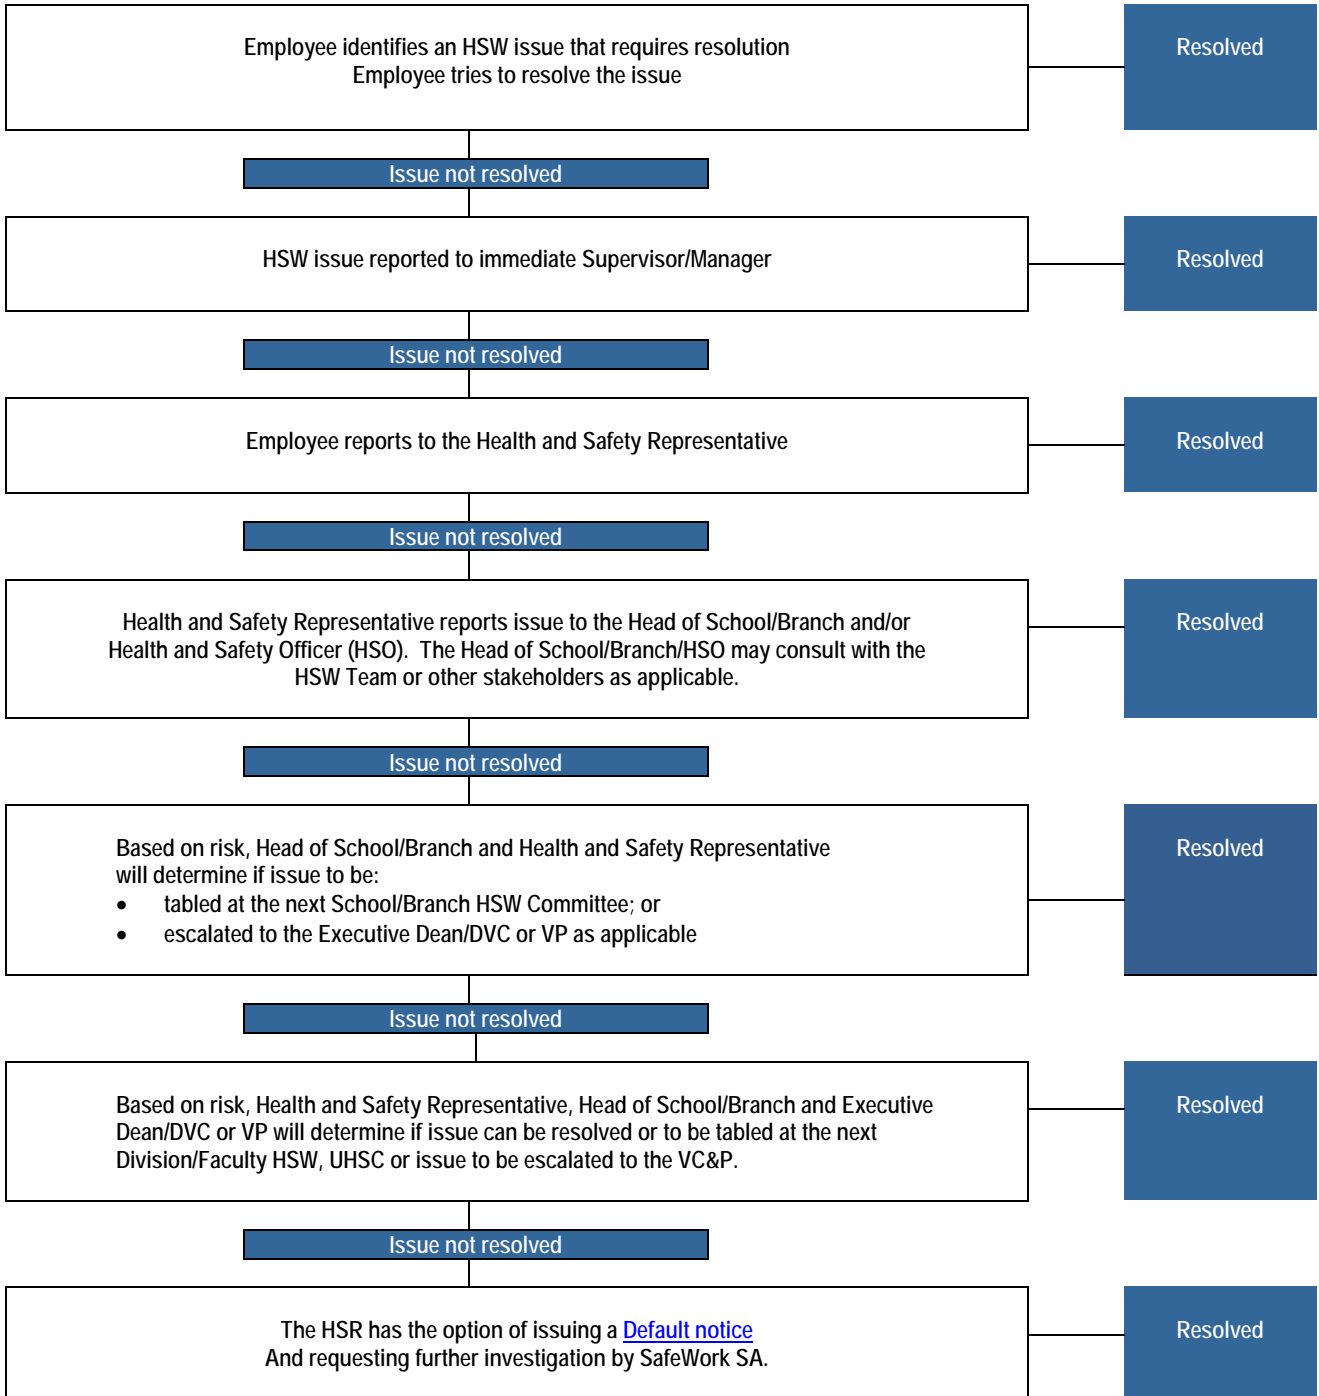 Employee identifies an HSW issue that requires resolution
Employee tries to resolve the issue
Resolved
Issue not resolved
HSW issue reported to immediate Supervisor/Manager
Resolved
Issue not resolved
Employee reports to the Health and Safety Representative
Resolved
Issue not resolved
Health and Safety Representative reports issue to the Head of School/Branch and/or
Health and Safety Officer (HSO). The Head of School/Branch/HSO may consult with the
HSW Team or other stakeholders as applicable.
Resolved
Issue not resolved
Based on risk, Head of School/Branch and Health and Safety Representative
will determine if issue to be:
• tabled at the next School/Branch HSW Committee; or
• escalated to the Executive Dean/DVC or VP as applicable
Resolved
Issue not resolved
Based on risk, Health and Safety Representative, Head of School/Branch and Executive
Dean/DVC or VP will determine if issue can be resolved or to be tabled at the next
Division/Faculty HSW, UHSC or issue to be escalated to the VC&P.
Resolved
Issue not resolved
The HSR has the option of issuing a Default notice
And requesting further investigation by SafeWork SA.
Resolved